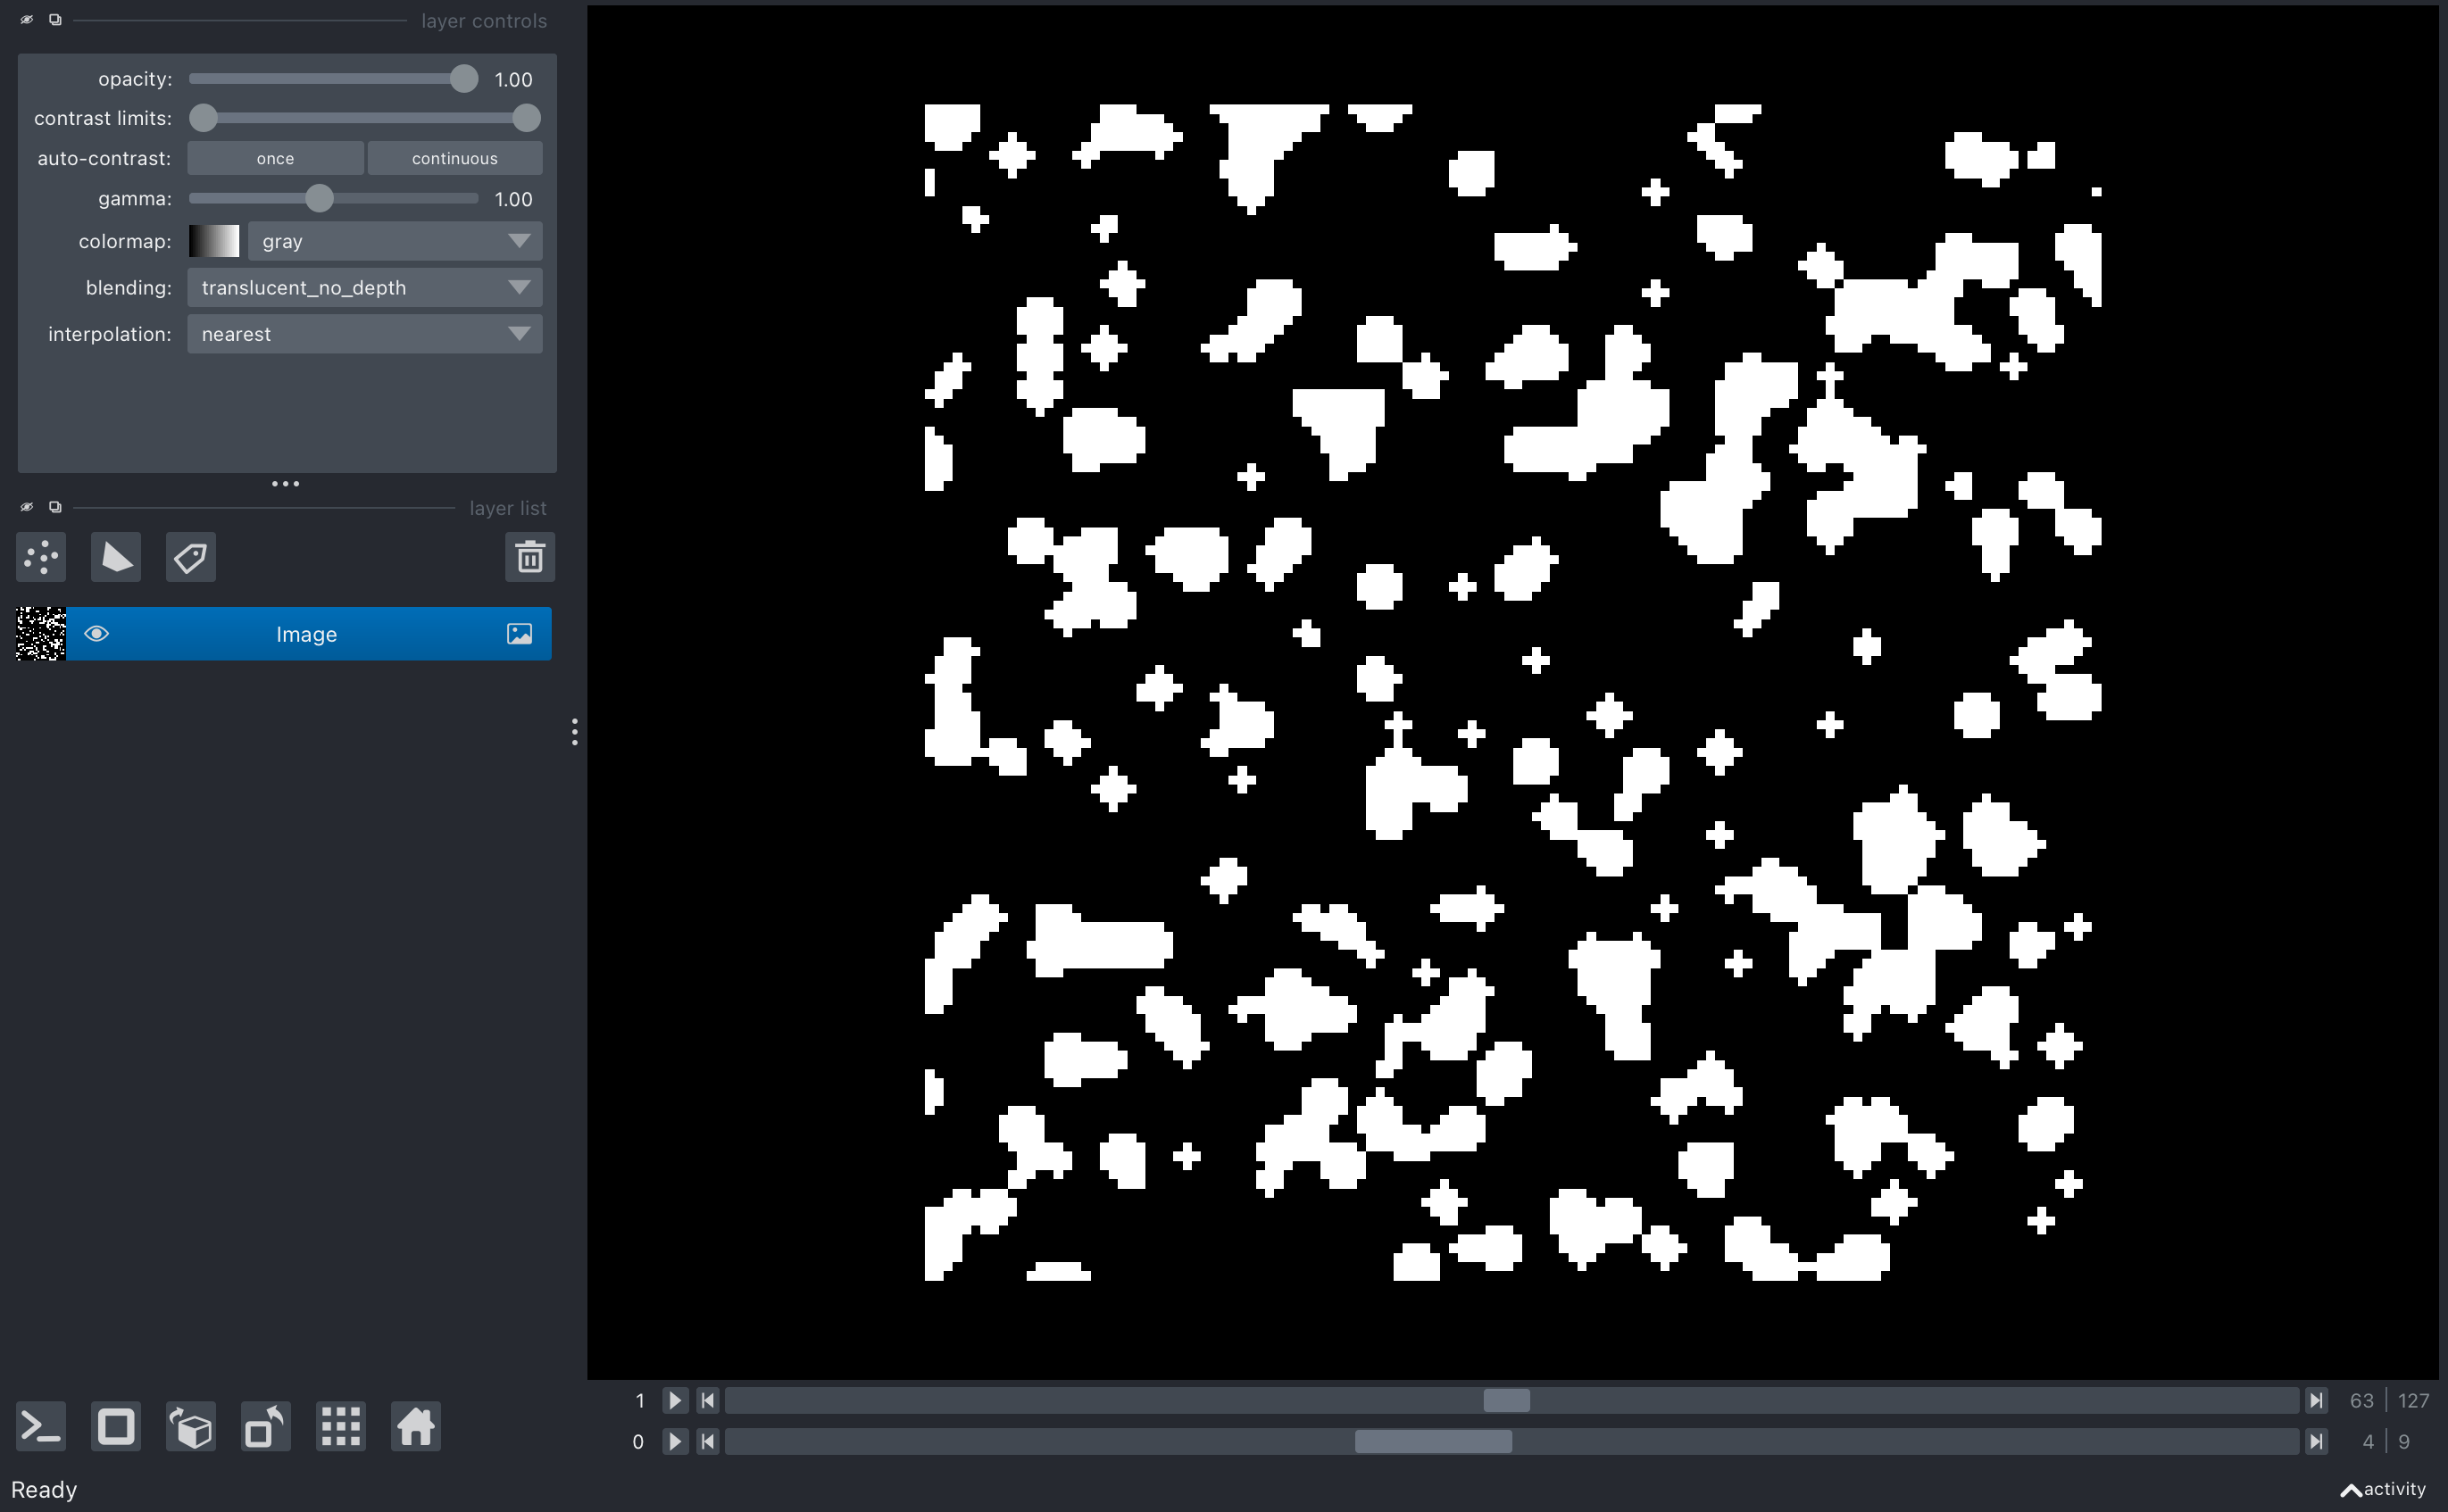 layer controls
opacity: 1.00
contrast limits:
auto-contrast: once continuous
gamma: 1.00
colormap: gray
blending: translucent_no_depth
interpolation: nearest
layer list
Image
1 63 | 127
0 4 | 9
Ready
activity